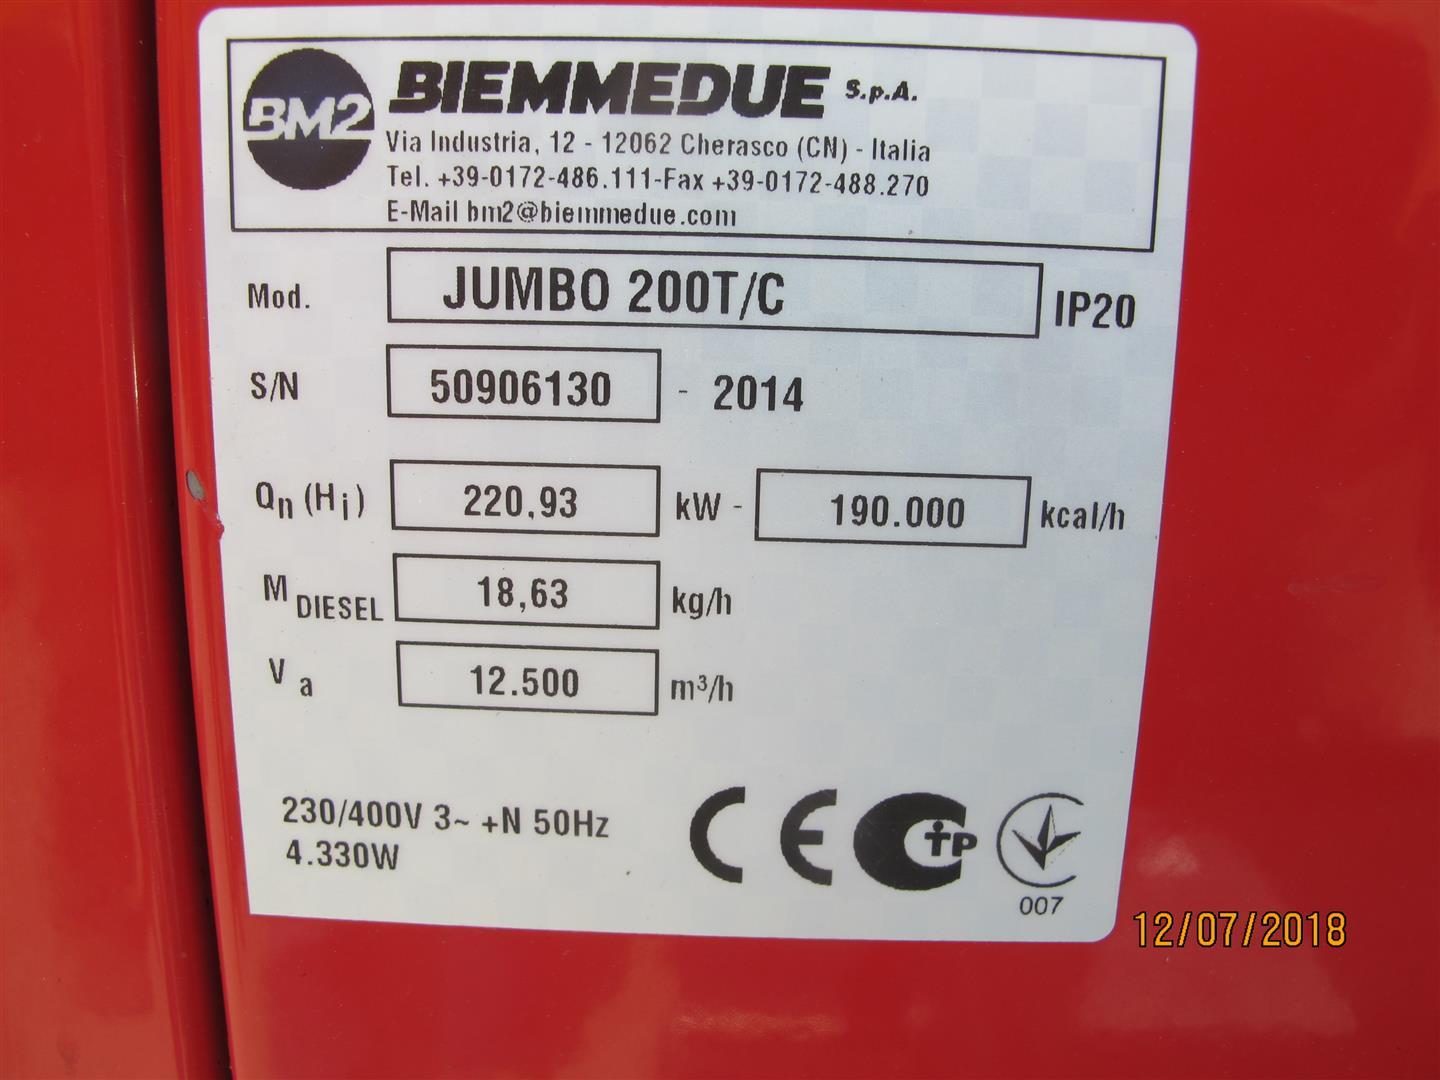 BM2 BIEMMEDUE S.p.A.
Via Industria, 12 - 12062 Cherasco (CN) - Italia
Tel. +39-0172-486.111-Fax +39-0172-488.270
E-Mail bm2@biemmedue.com
Mod. JUMBO 200T/C IP20
S/N 50906130 - 2014
Qn (Hi) 220,93 kW - 190.000 kcal/h
M DIESEL 18,63 kg/h
Va 12.500 m³/h
230/400V 3~ +N 50Hz
4.330W
CE TP
007
12/07/2018